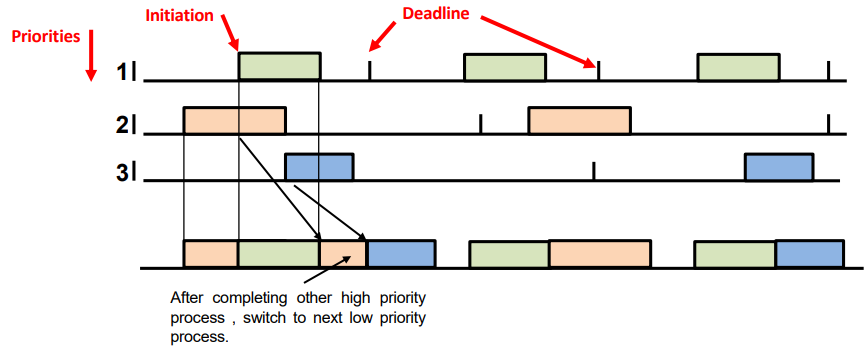 Initiation
Deadline
Priorities
1
2
3
After completing other high priority
process , switch to next low priority
process.